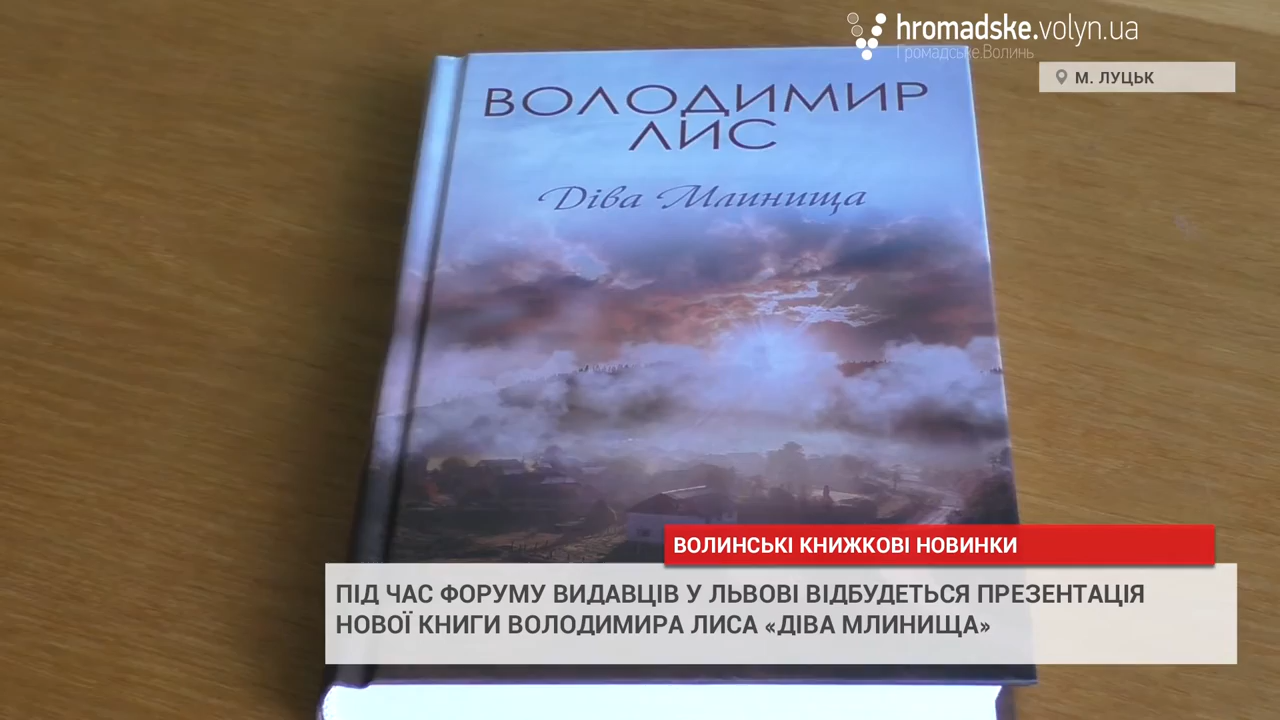 hromadske.volyn.ua
Громадське.Волинь
М. ЛУЦЬК
ВОЛОДИМИР
ЛИС
Діва Млинища
ВОЛИНСЬКІ КНИЖКОВІ НОВИНКИ
ПІД ЧАС ФОРУМУ ВИДАВЦІВ У ЛЬВОВІ ВІДБУДЕТЬСЯ ПРЕЗЕНТАЦІЯ
НОВОЇ КНИГИ ВОЛОДИМИРА ЛИСА «ДІВА МЛИНИЩА»